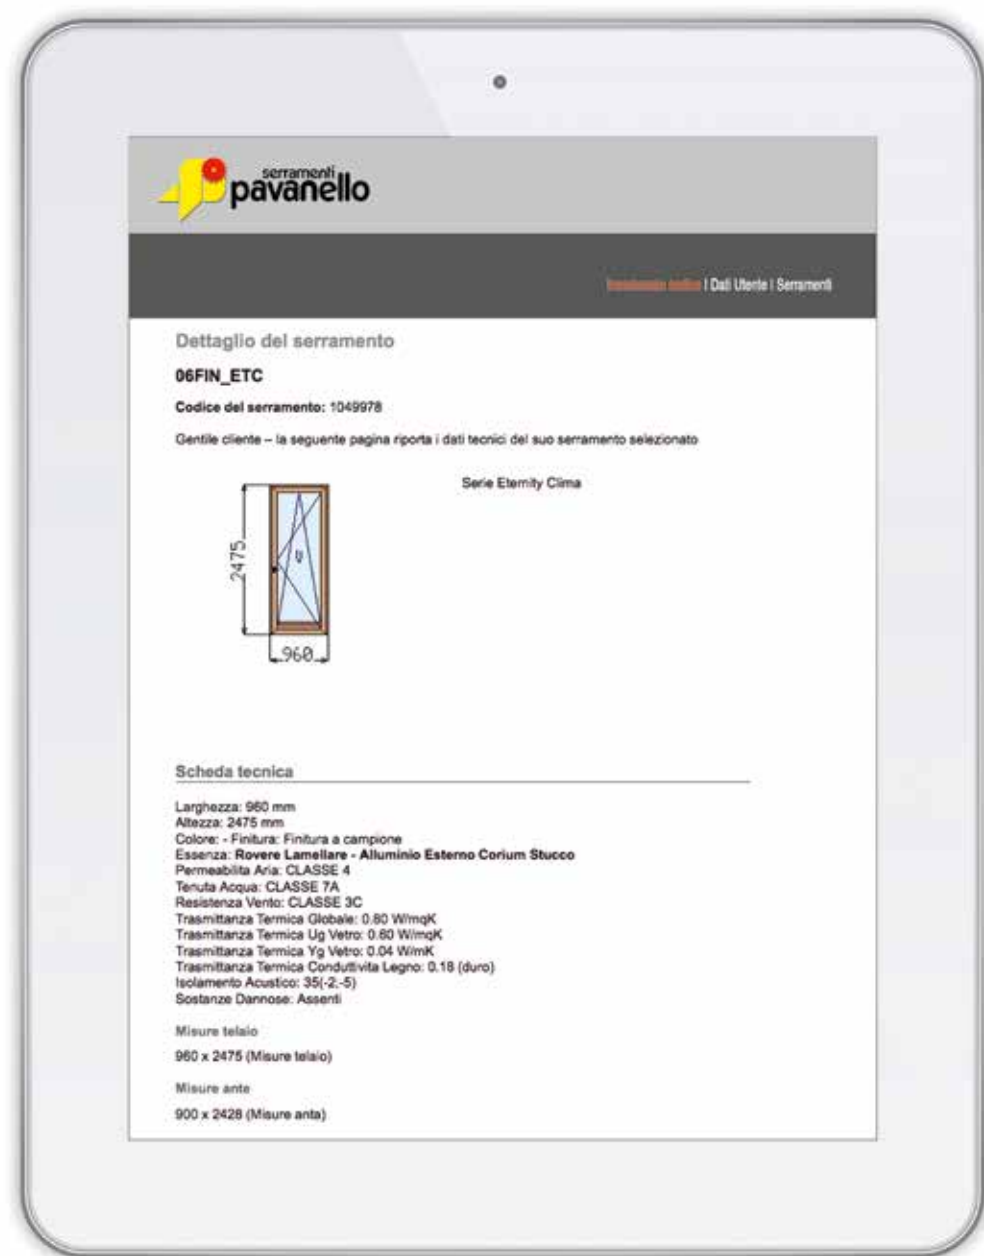 serramenti
pavanello
| Dati Utente | Serramenti
Dettaglio del serramento
06FIN_ETC
Codice del serramento: 1049978
Gentile cliente – la seguente pagina riporta i dati tecnici del suo serramento selezionato
Serie Eternity Clima
2475
960
Scheda tecnica
Larghezza: 960 mm
Altezza: 2475 mm
Colore: - Finitura: Finitura a campione
Essenza: Rovere Lamellare - Alluminio Esterno Corium Stucco
Permeabilita Aria: CLASSE 4
Tenuta Acqua: CLASSE 7A
Resistenza Vento: CLASSE 3C
Trasmittanza Termica Globale: 0.80 W/mqK
Trasmittanza Termica Ug Vetro: 0.60 W/mqK
Trasmittanza Termica Yg Vetro: 0.04 W/mK
Trasmittanza Termica Conduttivita Legno: 0.18 (duro)
Isolamento Acustico: 35(-2,-5)
Sostanze Dannose: Assenti
Misure telaio
960 x 2475 (Misure telaio)
Misure ante
900 x 2428 (Misure anta)